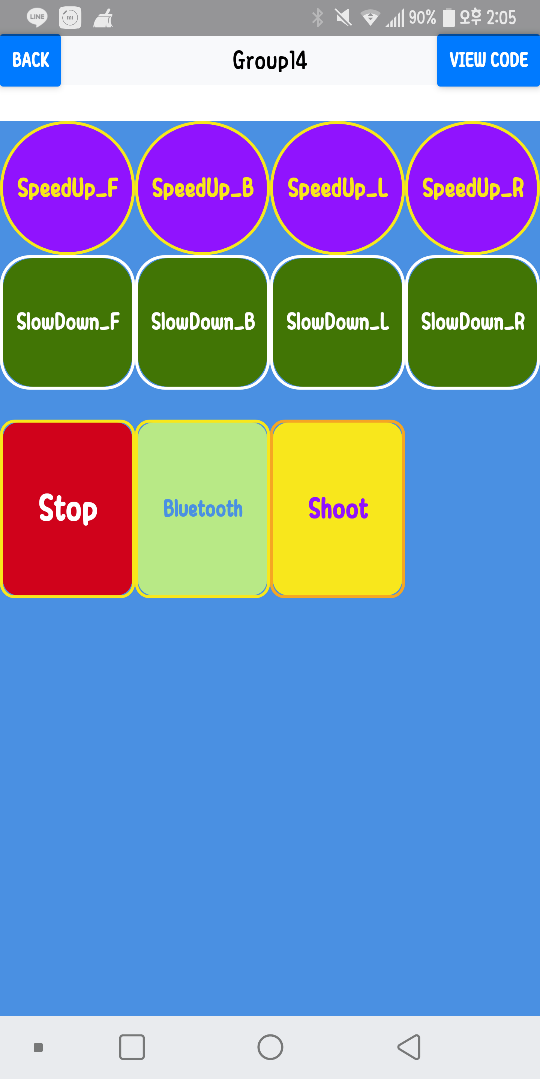 LINE 90% 오후 2:05
BACK Group14 VIEW CODE
SpeedUp_F SpeedUp_B SpeedUp_L SpeedUp_R
SlowDown_F SlowDown_B SlowDown_L SlowDown_R
Stop Bluetooth Shoot